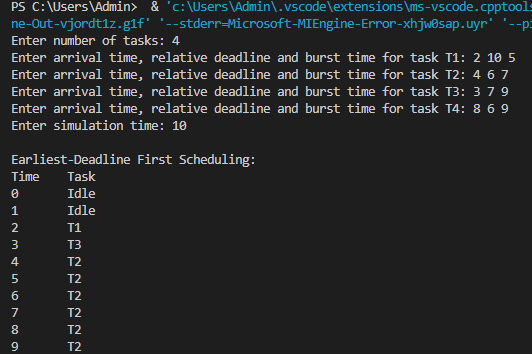 PS C:\Users\Admin>  & 'c:\Users\Admin\.vscode\extensions\ms-vscode.cpptools
ne-Out-vjordt1z.g1f' '--stderr=Microsoft-MIEngine-Error-xhjw0sap.uyr' '--pi
Enter number of tasks: 4
Enter arrival time, relative deadline and burst time for task T1: 2 10 5
Enter arrival time, relative deadline and burst time for task T2: 4 6 7
Enter arrival time, relative deadline and burst time for task T3: 3 7 9
Enter arrival time, relative deadline and burst time for task T4: 8 6 9
Enter simulation time: 10
Earliest-Deadline First Scheduling:
Time    Task
0       Idle
1       Idle
2       T1
3       T3
4       T2
5       T2
6       T2
7       T2
8       T2
9       T2